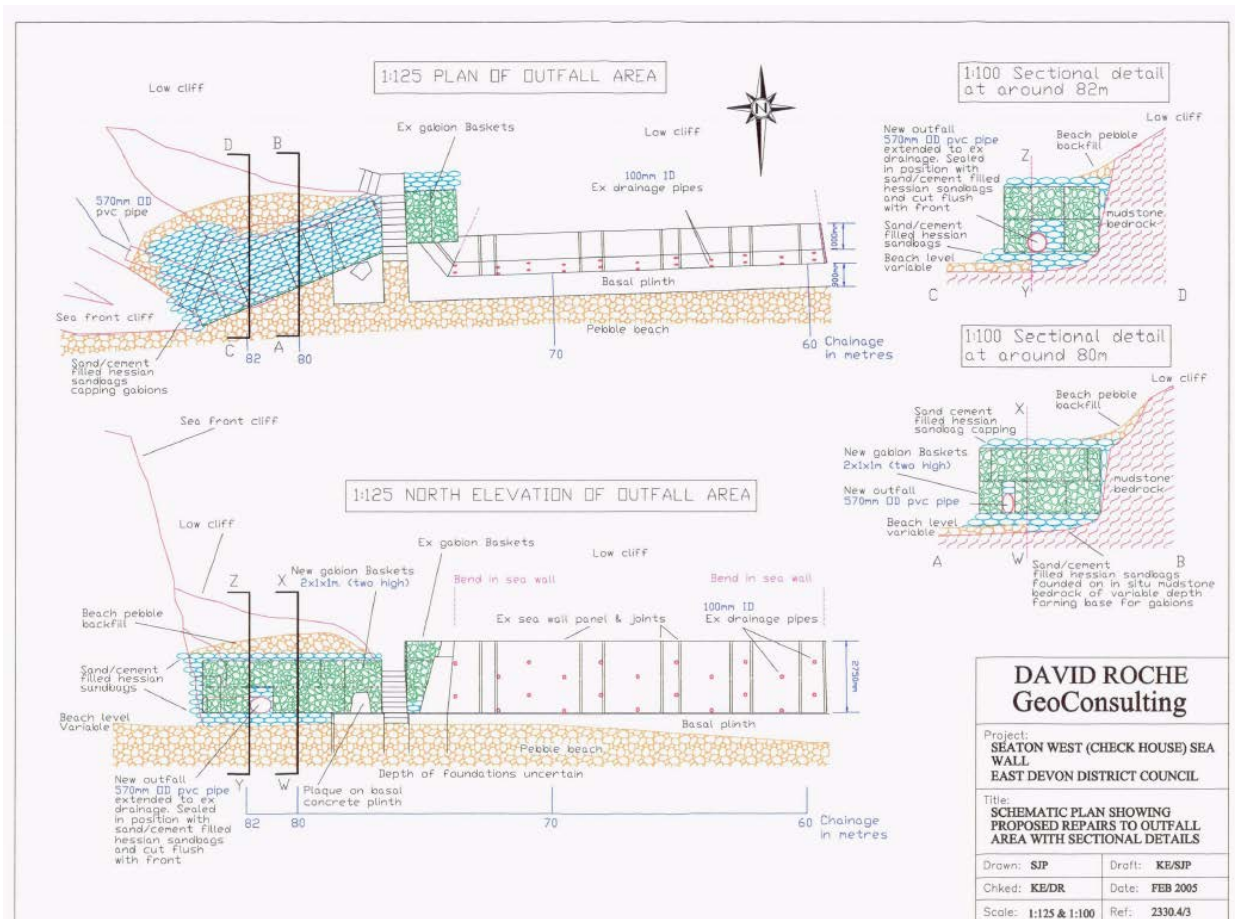 1:125 PLAN OF OUTFALL AREA
Low cliff
D
B
Ex gabion Baskets
N
Low cliff
100mm ID
Ex drainage pipes
570mm OD
pvc pipe
1000mm
900mm
Basal plinth
Sea front cliff
Pebble beach
C
A
82
80
70
60
Chainage
in metres
Sand/cement
filled hessian
sandbags
capping gabions
1:100 Sectional detail
at around 82m
Low cliff
New outfall
570mm OD pvc pipe
extended to ex
drainage. Sealed
in position with
sand/cement filled
hessian sandbags
and cut flush
with front
Beach pebble
backfill
Z
mudstone
bedrock
Sand/cement
filled hessian
sandbags
Beach level
variable
C
Y
D
1:100 Sectional detail
at around 80m
Low cliff
Beach pebble
backfill
Sand cement
filled hessian
sandbag capping
X
New gabion Baskets
2x1x1m (two high)
mudstone
bedrock
New outfall
570mm OD pvc pipe
Beach level
variable
A
W
B
Sand/cement
filled hessian sandbags
founded on in situ mudstone
bedrock of variable depth
forming base for gabions
Sea front cliff
1:125 NORTH ELEVATION OF OUTFALL AREA
Low cliff
Ex gabion Baskets
Low cliff
New gabion Baskets
2x1x1m. (two high)
Z
X
Bend in sea wall
Bend in sea wall
100mm ID
Ex sea wall panel & joints
Ex drainage pipes
Beach pebble
backfill
Sand/cement
filled hessian
sandbags
2750mm
Beach level
Variable
Basal plinth
Pebble beach
Depth of foundations uncertain
Y
W
New outfall
570mm OD pvc pipe
extended to ex
drainage. Sealed
in position with
sand/cement filled
hessian sandbags
and cut flush
with front
Plaque on basal
concrete plinth
82
80
70
60
Chainage
in metres
DAVID ROCHE
GeoConsulting
Project:
SEATON WEST (CHECK HOUSE) SEA
WALL
EAST DEVON DISTRICT COUNCIL
Title:
SCHEMATIC PLAN SHOWING
PROPOSED REPAIRS TO OUTFALL
AREA WITH SECTIONAL DETAILS
Drawn: SJP
Draft: KE/SJP
Chked: KE/DR
Date: FEB 2005
Scale: 1:125 & 1:100
Ref: 2330.4/3